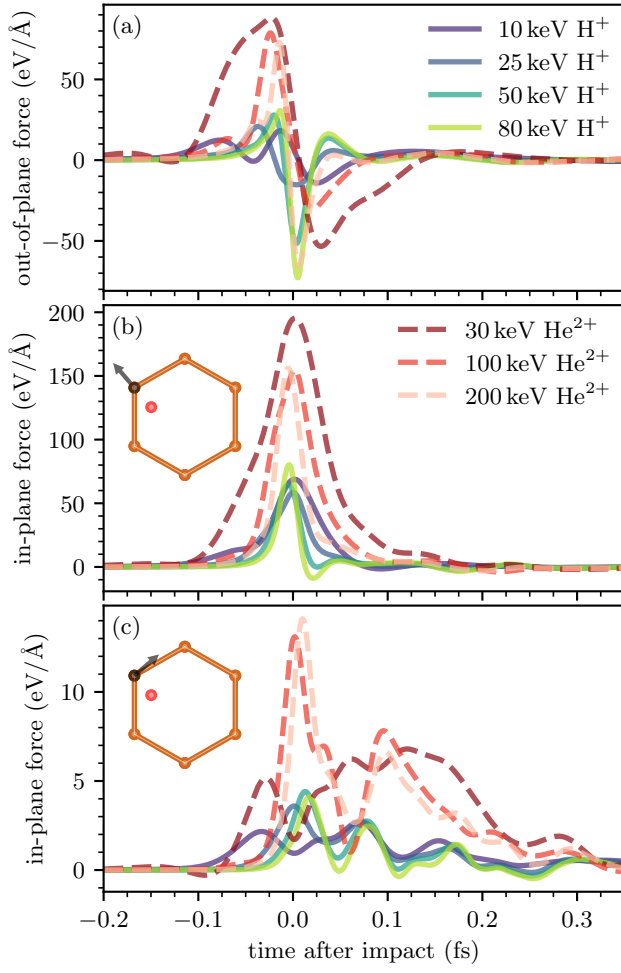 (a)
10 keV H⁺
25 keV H⁺
50 keV H⁺
80 keV H⁺
50
0
−50
out-of-plane force (eV/Å)
(b)
30 keV He²⁺
100 keV He²⁺
200 keV He²⁺
200
150
100
50
0
in-plane force (eV/Å)
(c)
10
5
0
in-plane force (eV/Å)
−0.2 −0.1 0.0 0.1 0.2 0.3
time after impact (fs)